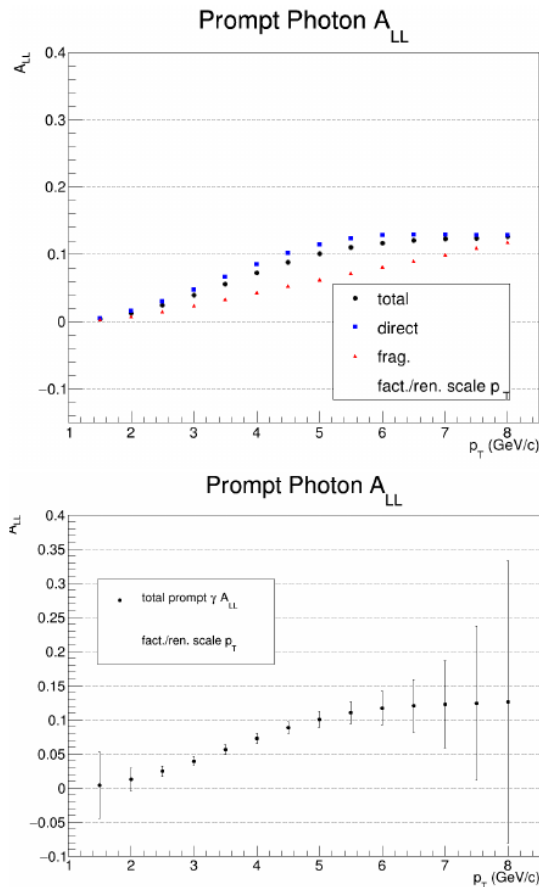 Prompt Photon A_LL
A_LL
0.4
0.3
0.2
0.1
0
−0.1
total
direct
frag.
fact./ren. scale p_T
1 2 3 4 5 6 7 8
p_T (GeV/c)
Prompt Photon A_LL
A_LL
0.4
0.35
0.3
0.25
0.2
0.15
0.1
0.05
0
−0.05
−0.1
total prompt γ A_LL
fact./ren. scale p_T
1 2 3 4 5 6 7 8
p_T (GeV/c)